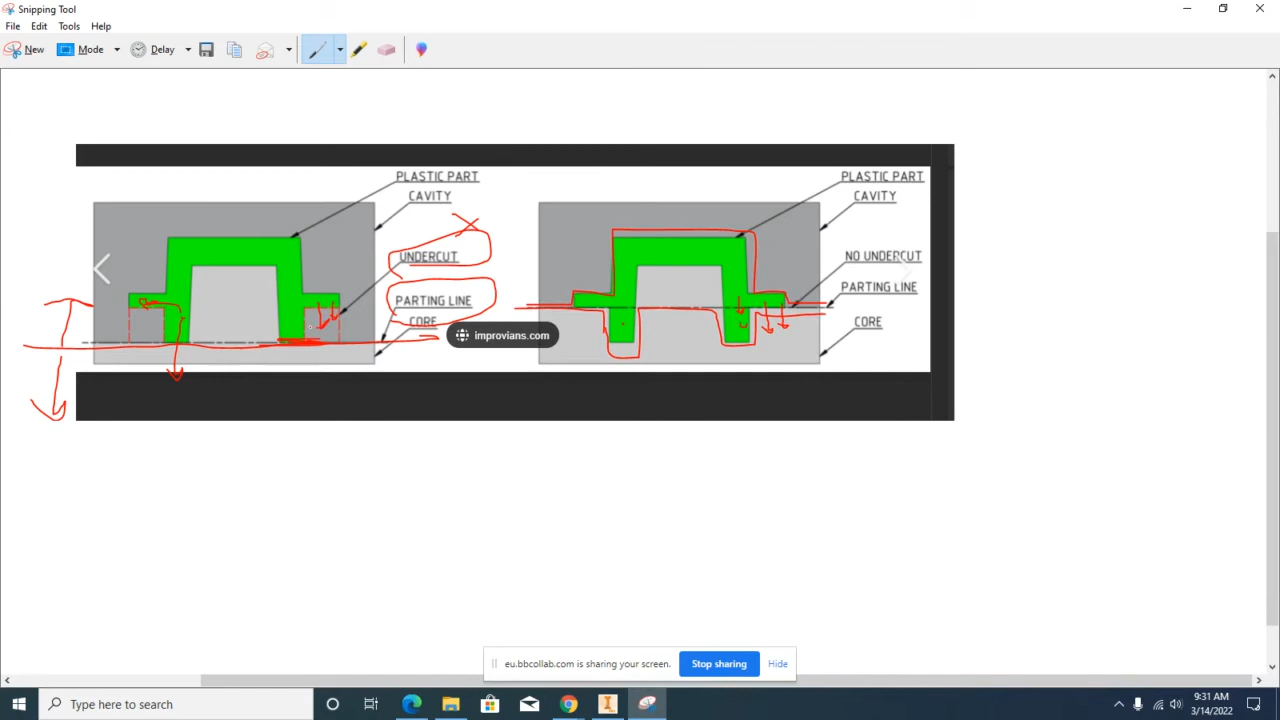 Snipping Tool
File Edit Tools Help
New Mode Delay
PLASTIC PART
CAVITY
UNDERCUT
PARTING LINE
CORE
improvians.com
PLASTIC PART
CAVITY
NO UNDERCUT
PARTING LINE
CORE
eu.bbcollab.com is sharing your screen. Stop sharing Hide
Type here to search
9:31 AM
3/14/2022